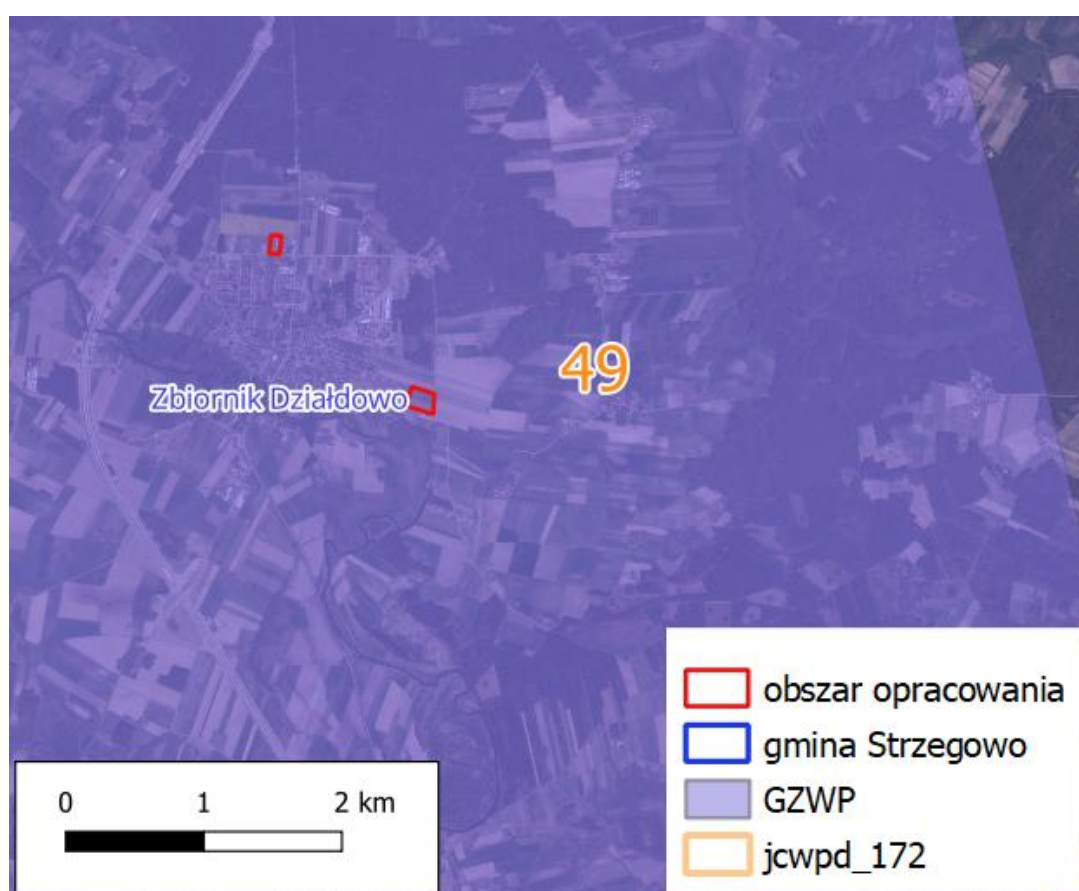 49
Zbiornik Działdowo
obszar opracowania
gmina Strzegowo
GZWP
jcwpd_172
0 1 2 km